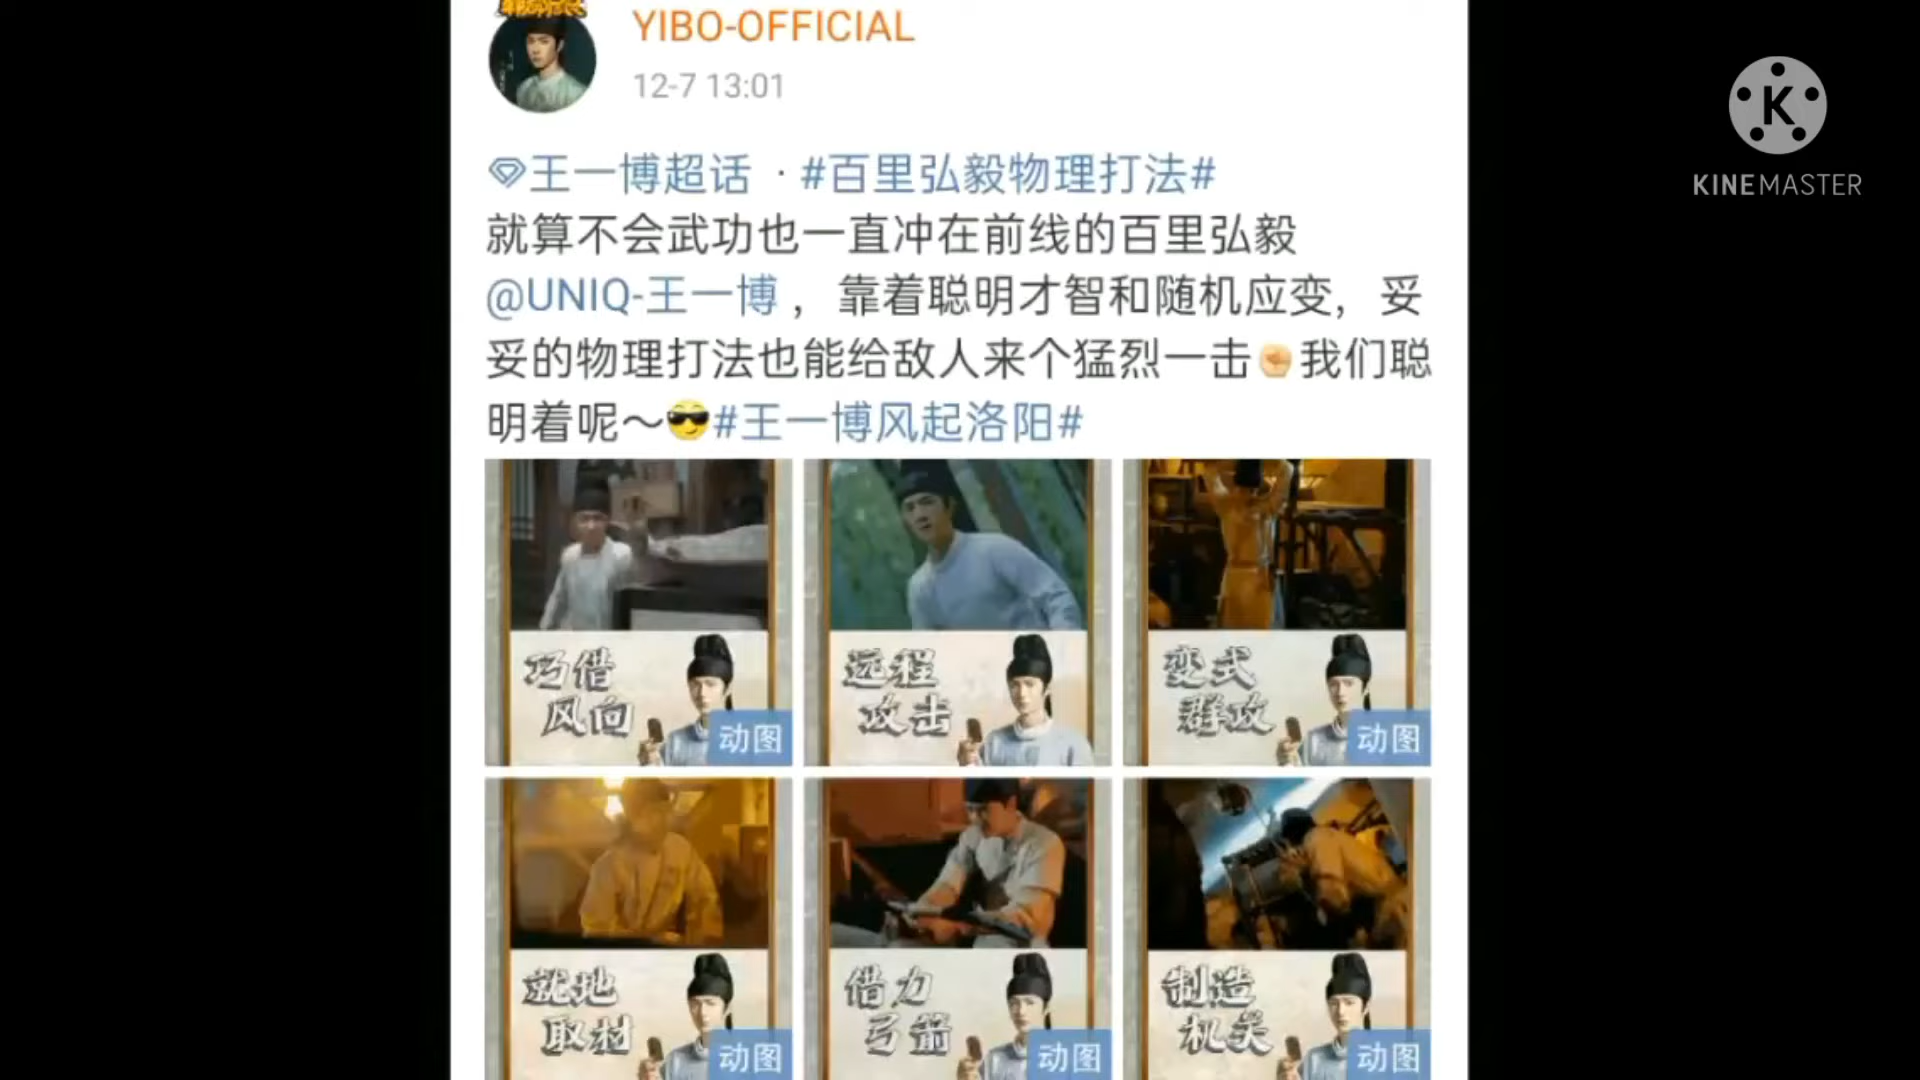 YIBO-OFFICIAL
12-7 13:01
王一博超话 · #百里弘毅物理打法#
就算不会武功也一直冲在前线的百里弘毅
@UNIQ-王一博 ，靠着聪明才智和随机应变，妥
妥的物理打法也能给敌人来个猛烈一击✊我们聪
明着呢～😎#王一博风起洛阳#
巧借
风向
动图
远程
攻击
变式
群攻
动图
就地
取材
动图
借力
弓箭
动图
制造
机关
动图
K
KINEMASTER